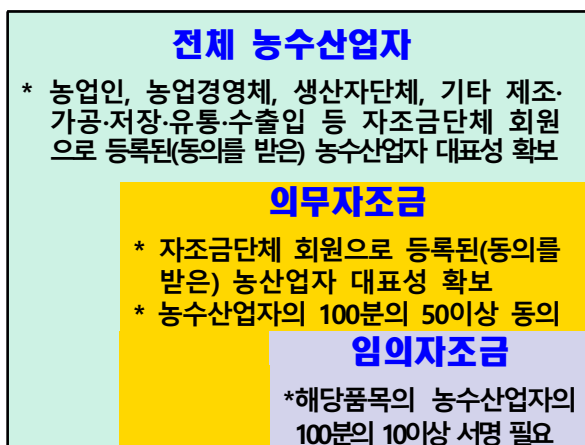 전체 농수산업자
* 농업인, 농업경영체, 생산자단체, 기타 제조·
가공·저장·유통·수출입 등 자조금단체 회원
으로 등록된(동의를 받은) 농수산업자 대표성 확보
의무자조금
* 자조금단체 회원으로 등록된(동의를
받은) 농산업자 대표성 확보
* 농수산업자의 100분의 50이상 동의
임의자조금
*해당품목의 농수산업자의
100분의 10이상 서명 필요